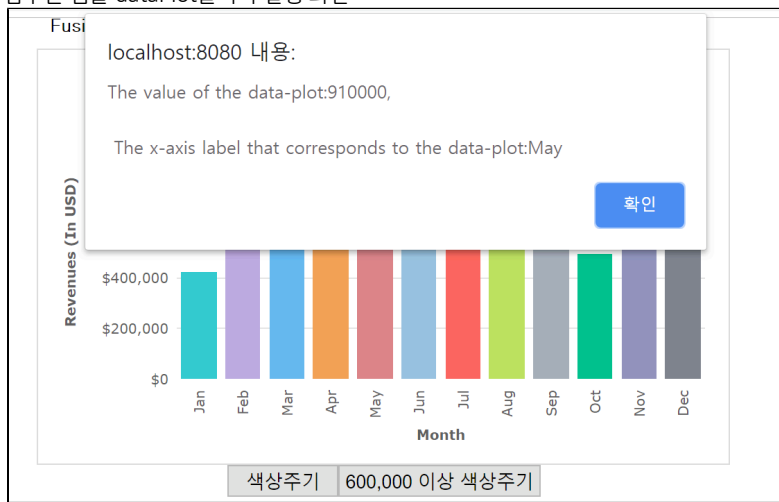 Fusi
localhost:8080 내용:
The value of the data-plot:910000,
The x-axis label that corresponds to the data-plot:May
확인
Revenues (In USD)
$400,000
$200,000
$0
Jan Feb Mar Apr May Jun Jul Aug Sep Oct Nov Dec
Month
색상주기 600,000 이상 색상주기